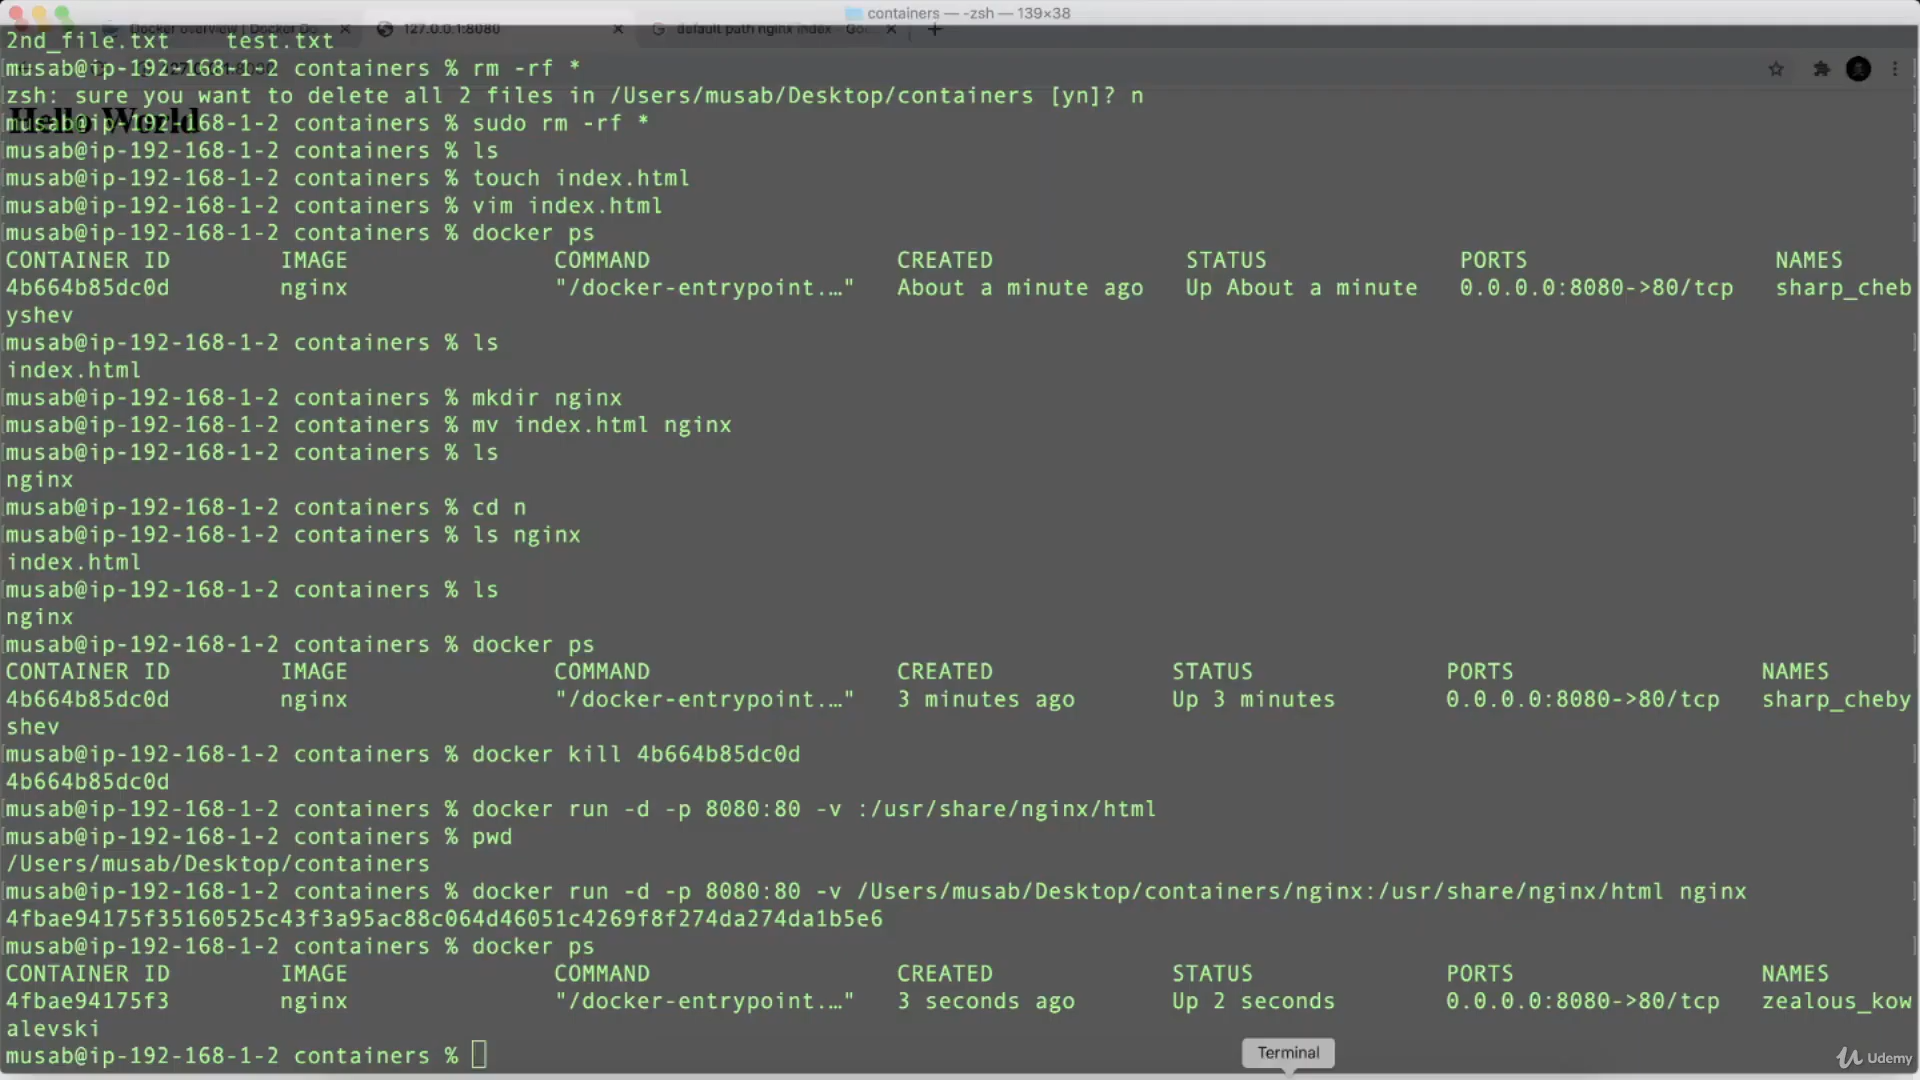 containers — -zsh — 139×38
Docker overview | Docker Do
127.0.0.1:8080
default path nginx index - Goo
2nd_file.txt    test.txt
musab@ip-192-168-1-2 containers % rm -rf *
zsh: sure you want to delete all 2 files in /Users/musab/Desktop/containers [yn]? n
Hello World
musab@ip-192-168-1-2 containers % sudo rm -rf *
musab@ip-192-168-1-2 containers % ls
musab@ip-192-168-1-2 containers % touch index.html
musab@ip-192-168-1-2 containers % vim index.html
musab@ip-192-168-1-2 containers % docker ps
CONTAINER ID        IMAGE               COMMAND                  CREATED              STATUS              PORTS                  NAMES
4b664b85dc0d        nginx               "/docker-entrypoint.…"   About a minute ago   Up About a minute   0.0.0.0:8080->80/tcp   sharp_cheb
yshev
musab@ip-192-168-1-2 containers % ls
index.html
musab@ip-192-168-1-2 containers % mkdir nginx
musab@ip-192-168-1-2 containers % mv index.html nginx
musab@ip-192-168-1-2 containers % ls
nginx
musab@ip-192-168-1-2 containers % cd n
musab@ip-192-168-1-2 containers % ls nginx
index.html
musab@ip-192-168-1-2 containers % ls
nginx
musab@ip-192-168-1-2 containers % docker ps
CONTAINER ID        IMAGE               COMMAND                  CREATED             STATUS              PORTS                  NAMES
4b664b85dc0d        nginx               "/docker-entrypoint.…"   3 minutes ago       Up 3 minutes        0.0.0.0:8080->80/tcp   sharp_cheby
shev
musab@ip-192-168-1-2 containers % docker kill 4b664b85dc0d
4b664b85dc0d
musab@ip-192-168-1-2 containers % docker run -d -p 8080:80 -v :/usr/share/nginx/html
musab@ip-192-168-1-2 containers % pwd
/Users/musab/Desktop/containers
musab@ip-192-168-1-2 containers % docker run -d -p 8080:80 -v /Users/musab/Desktop/containers/nginx:/usr/share/nginx/html nginx
4fbae94175f35160525c43f3a95ac88c064d46051c4269f8f274da274da1b5e6
musab@ip-192-168-1-2 containers % docker ps
CONTAINER ID        IMAGE               COMMAND                  CREATED             STATUS              PORTS                  NAMES
4fbae94175f3        nginx               "/docker-entrypoint.…"   3 seconds ago       Up 2 seconds        0.0.0.0:8080->80/tcp   zealous_kow
alevski
musab@ip-192-168-1-2 containers %
Terminal
Udemy